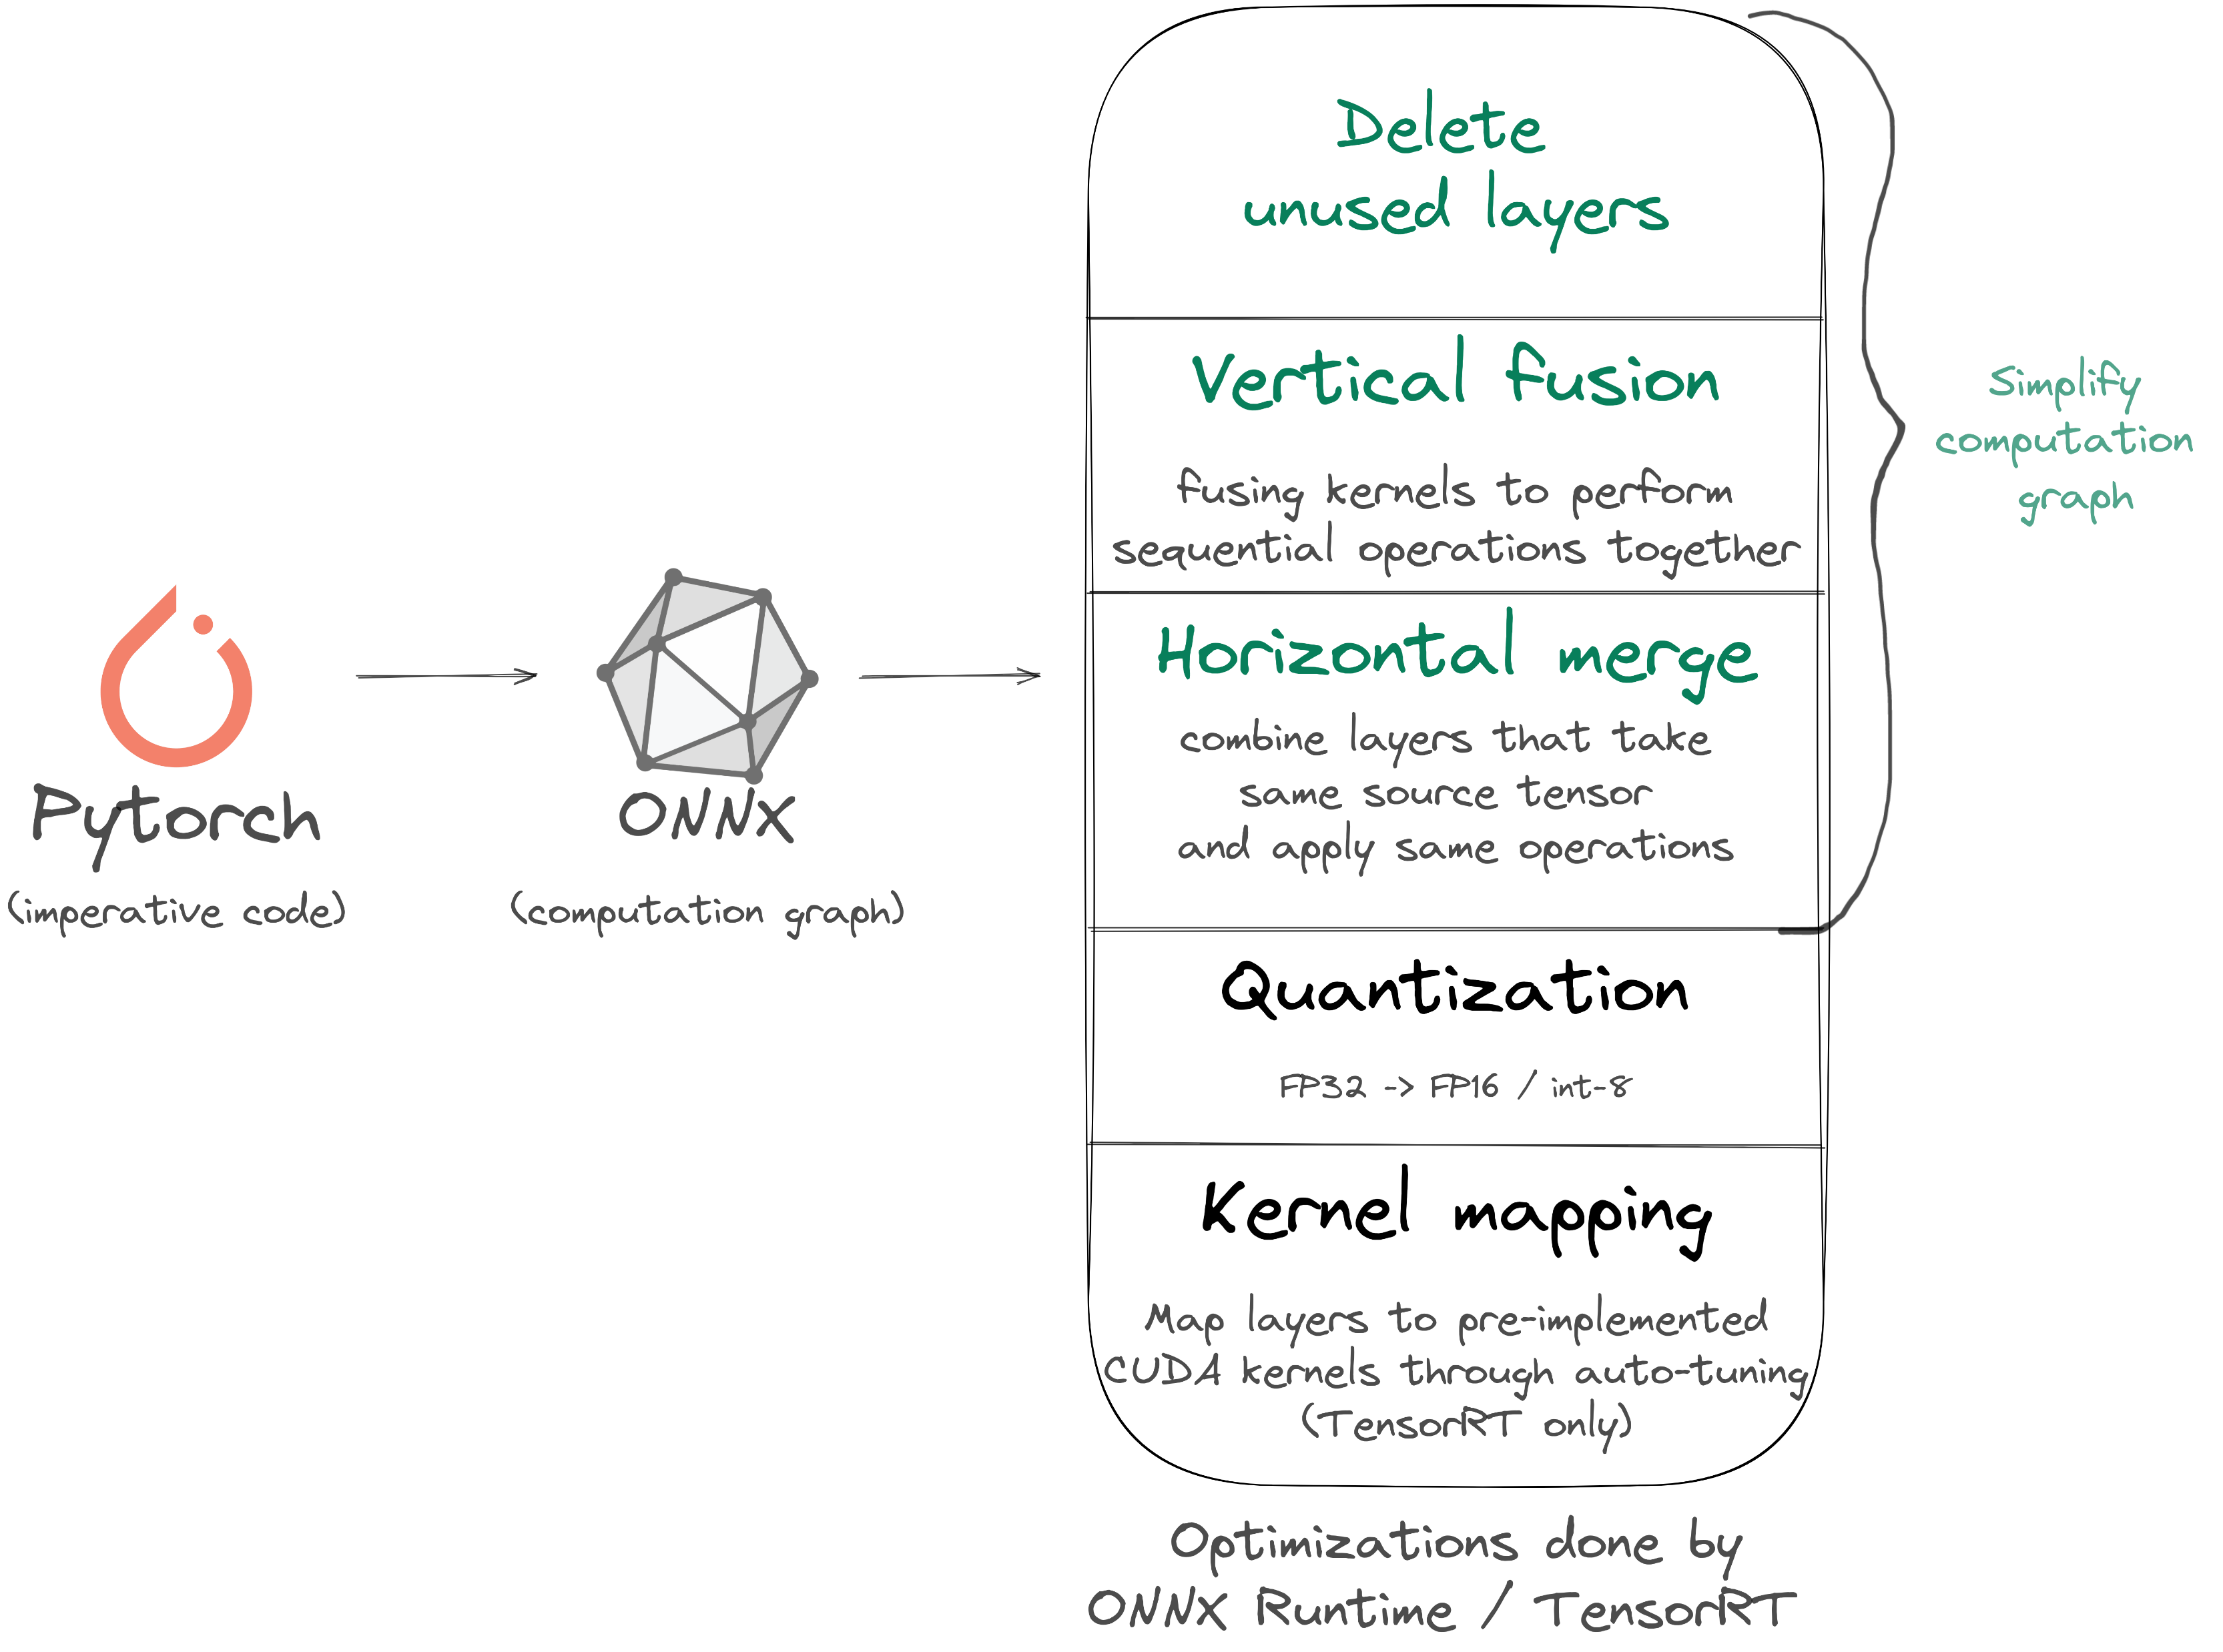 Pytorch
(imperative code)
ONNX
(computation graph)
Delete
unused layers
Vertical fusion
fusing kernels to perform
sequential operations together
Horizontal merge
combine layers that take
same source tensor
and apply same operations
Quantization
FP32 -> FP16 / int-8
Kernel mapping
Map layers to pre-implemented
CUDA kernels through auto-tuning
(TensorRT only)
Simplify
computation
graph
Optimizations done by
ONNX Runtime / TensorRT